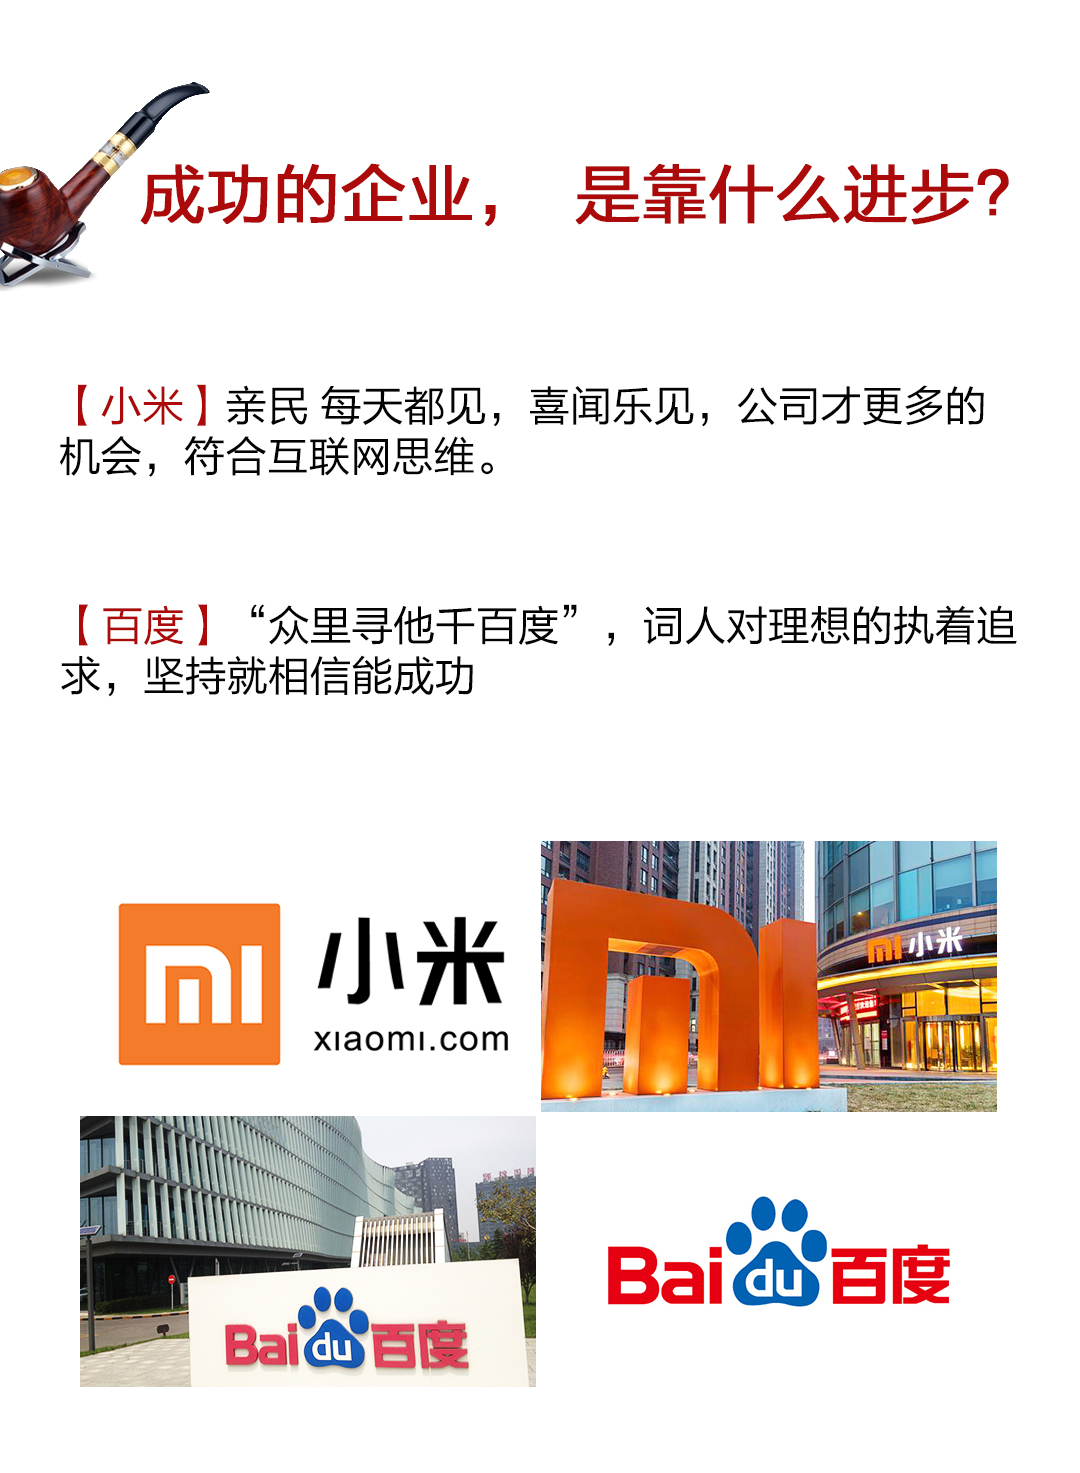 成功的企业， 是靠什么进步？
【小米】亲民 每天都见，喜闻乐见，公司才更多的
机会，符合互联网思维。
【百度】“众里寻他千百度”，词人对理想的执着追
求，坚持就相信能成功
mi 小米
xıaomı.com
mi
mi 小米
Bai du 百度
Bai du 百度